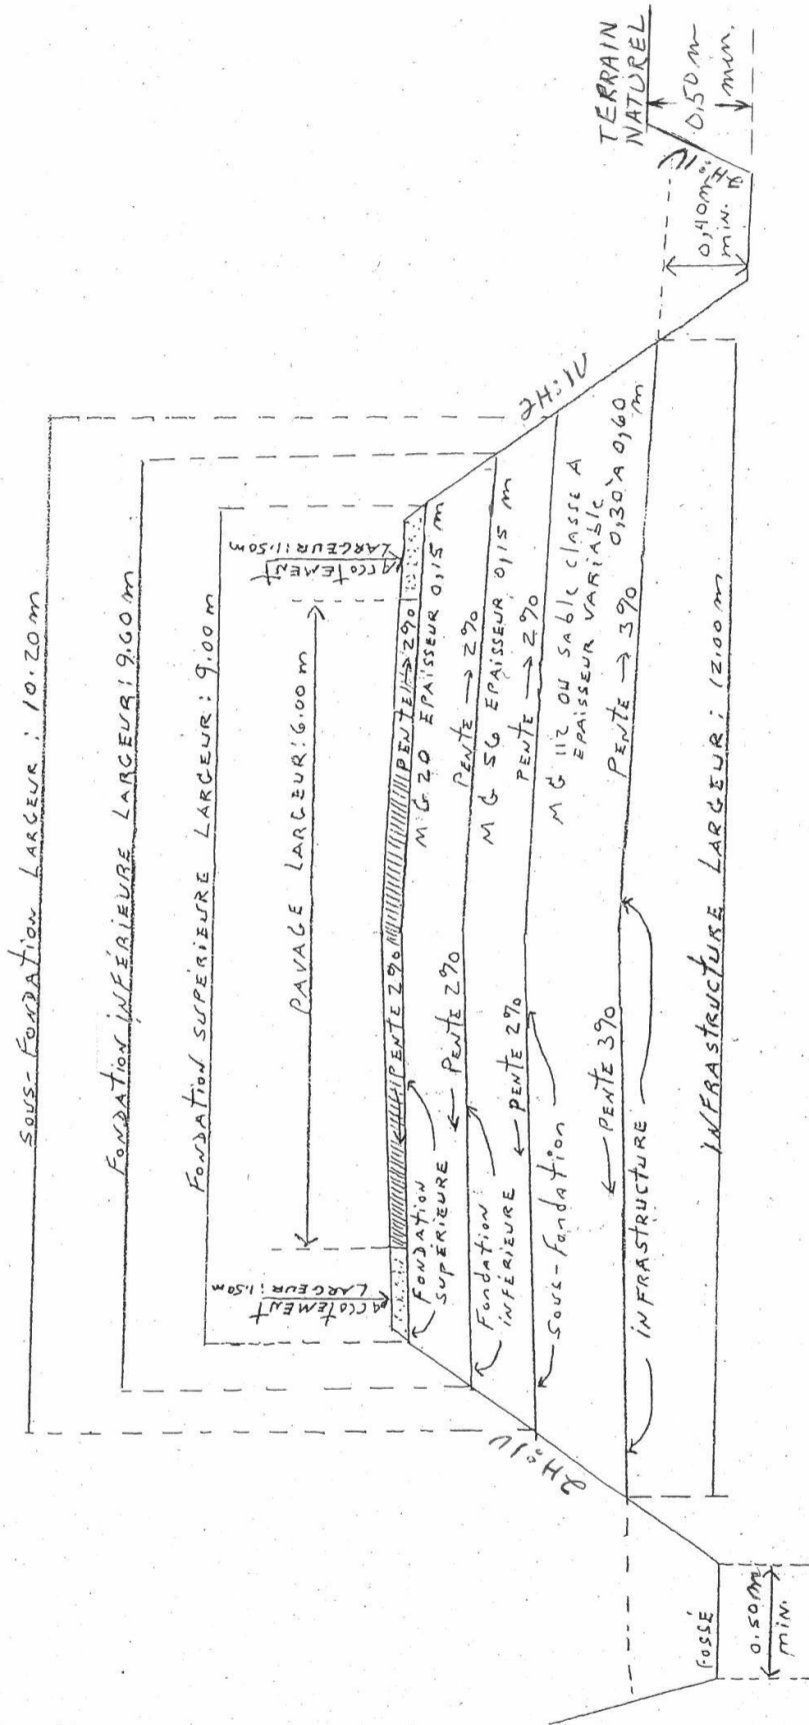 SOUS-FONDATION LARGEUR : 10.20 m
FONDATION INFÉRIEURE LARGEUR: 9.60 m
FONDATION SUPÉRIEURE LARGEUR: 9.00 m
PAVAGE LARGEUR: 6.00 m
ACCOTEMENT
LARGEUR: 1.50 m
ACCOTEMENT
LARGEUR: 1.50 m
PENTE 2%
PENTE → 2%
FONDATION
SUPÉRIEURE
MG 20 EPAISSEUR 0,15 m
← PENTE 2%
PENTE → 2%
FONDATION
INFÉRIEURE
MG 56 EPAISSEUR 0,15 m
← PENTE 2%
PENTE → 2%
SOUS-FONDATION
MG 112 OU SABLE CLASSE A
EPAISSEUR VARIABLE
0,30 À 0,60
m
← PENTE 3%
PENTE → 3%
INFRASTRUCTURE
INFRASTRUCTURE LARGEUR: 12.00 m
2H:1V
2H:1V
FOSSÉ
0.50 m
MIN.
TERRAIN
NATUREL
2H:1V
0,40 m
min.
0.50 m
min.